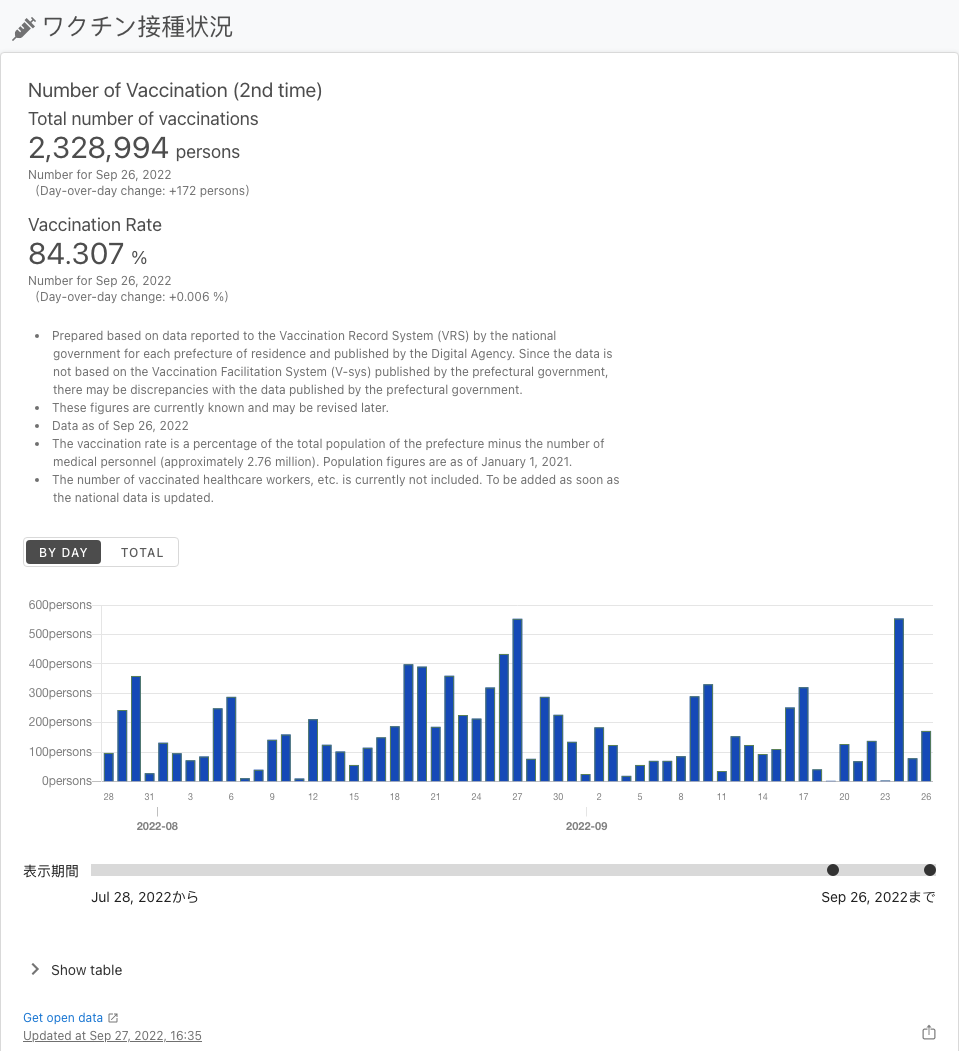 ワクチン接種状況
Number of Vaccination (2nd time)
Total number of vaccinations
2,328,994 persons
Number for Sep 26, 2022
(Day-over-day change: +172 persons)
Vaccination Rate
84.307 %
Number for Sep 26, 2022
(Day-over-day change: +0.006 %)
• Prepared based on data reported to the Vaccination Record System (VRS) by the national
government for each prefecture of residence and published by the Digital Agency. Since the data is
not based on the Vaccination Facilitation System (V-sys) published by the prefectural government,
there may be discrepancies with the data published by the prefectural government.
• These figures are currently known and may be revised later.
• Data as of Sep 26, 2022
• The vaccination rate is a percentage of the total population of the prefecture minus the number of
medical personnel (approximately 2.76 million). Population figures are as of January 1, 2021.
• The number of vaccinated healthcare workers, etc. is currently not included. To be added as soon as
the national data is updated.
BY DAY TOTAL
600persons
500persons
400persons
300persons
200persons
100persons
0persons
28 31 3 6 9 12 15 18 21 24 27 30 2 5 8 11 14 17 20 23 26
2022-08 2022-09
表示期間
Jul 28, 2022から Sep 26, 2022まで
Show table
Get open data
Updated at Sep 27, 2022, 16:35